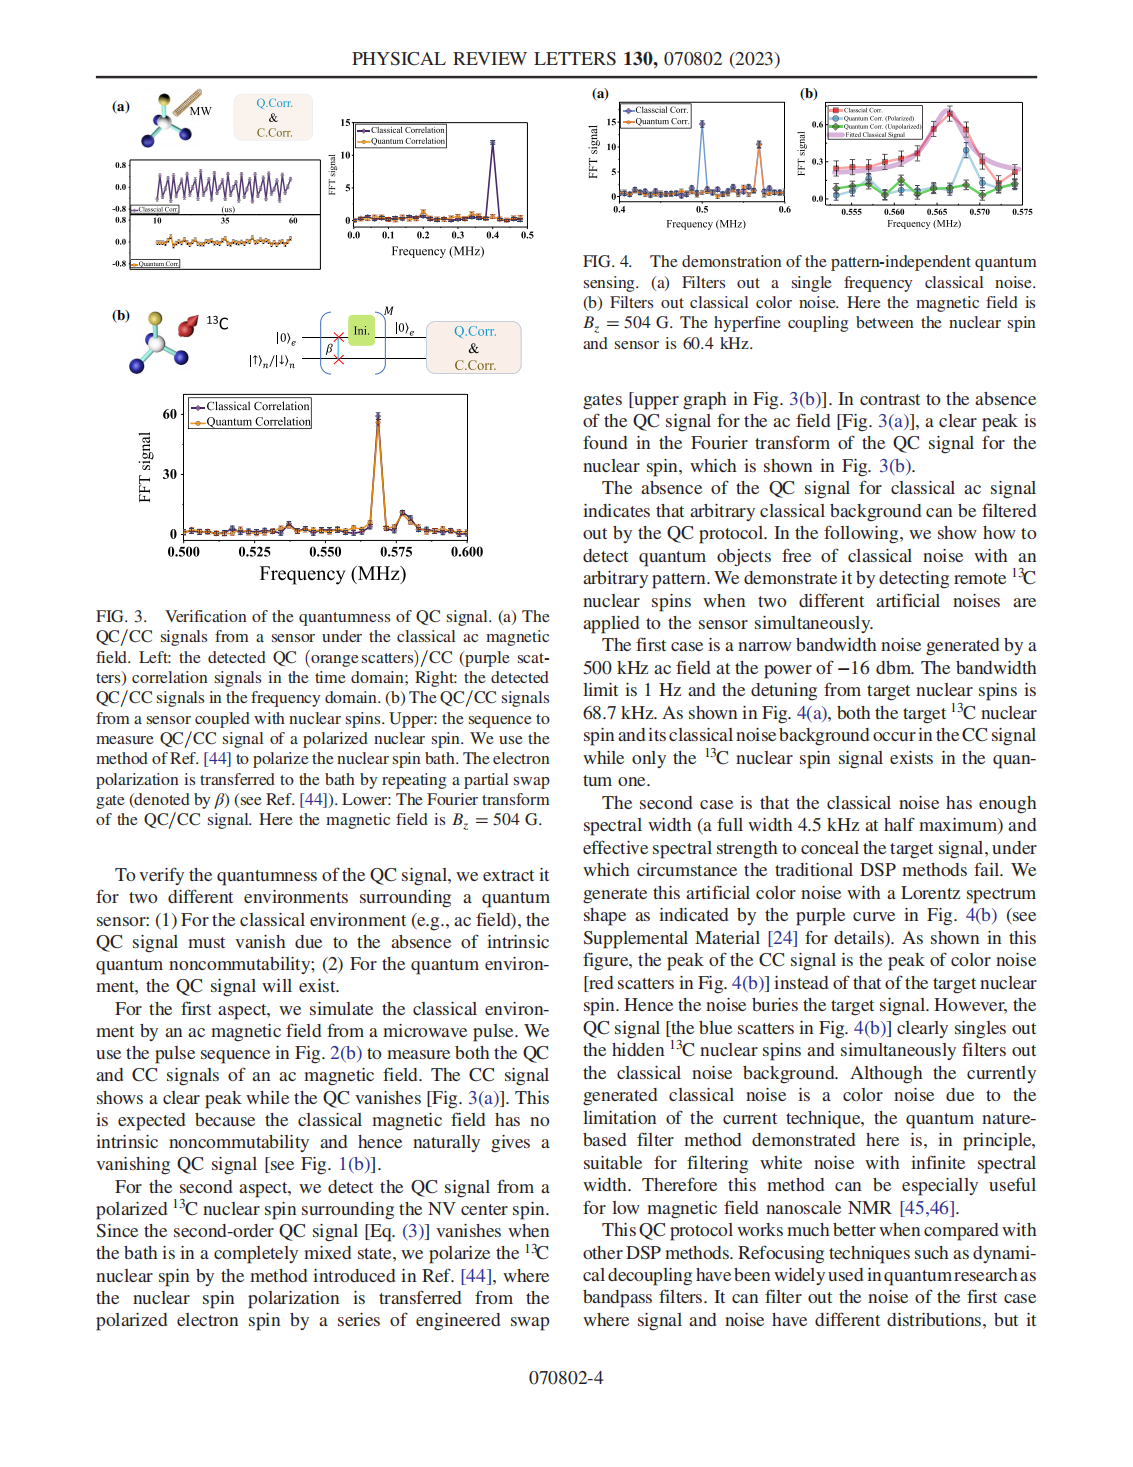 PHYSICAL REVIEW LETTERS 130, 070802 (2023)
(a)
MW
Q.Corr.
&
C.Corr.
0.8
0.0
-0.8
Classcial Corr.
(us)
0.8
10
35
60
0.0
-0.8
Quantum Corr.
15
10
5
0
FFT signal
Classical Correlation
Quantum Correlation
0.0 0.1 0.2 0.3 0.4 0.5
Frequency (MHz)
(b)
13C
|0⟩e
|↑⟩n/|↓⟩n
β
Ini.
M
|0⟩e
Q.Corr.
&
C.Corr.
60
30
0
FFT signal
Classical Correlation
Quantum Correlation
0.500 0.525 0.550 0.575 0.600
Frequency (MHz)
FIG. 3. Verification of the quantumness of QC signal. (a) The
QC/CC signals from a sensor under the classical ac magnetic
field. Left: the detected QC (orange scatters)/CC (purple scat-
ters) correlation signals in the time domain; Right: the detected
QC/CC signals in the frequency domain. (b) The QC/CC signals
from a sensor coupled with nuclear spins. Upper: the sequence to
measure QC/CC signal of a polarized nuclear spin. We use the
method of Ref. [44] to polarize the nuclear spin bath. The electron
polarization is transferred to the bath by repeating a partial swap
gate (denoted by β) (see Ref. [44]). Lower: The Fourier transform
of the QC/CC signal. Here the magnetic field is Bz = 504 G.
To verify the quantumness of the QC signal, we extract it
for two different environments surrounding a quantum
sensor: (1) For the classical environment (e.g., ac field), the
QC signal must vanish due to the absence of intrinsic
quantum noncommutability; (2) For the quantum environ-
ment, the QC signal will exist.
For the first aspect, we simulate the classical environ-
ment by an ac magnetic field from a microwave pulse. We
use the pulse sequence in Fig. 2(b) to measure both the QC
and CC signals of an ac magnetic field. The CC signal
shows a clear peak while the QC vanishes [Fig. 3(a)]. This
is expected because the classical magnetic field has no
intrinsic noncommutability and hence naturally gives a
vanishing QC signal [see Fig. 1(b)].
For the second aspect, we detect the QC signal from a
polarized 13C nuclear spin surrounding the NV center spin.
Since the second-order QC signal [Eq. (3)] vanishes when
the bath is in a completely mixed state, we polarize the 13C
nuclear spin by the method introduced in Ref. [44], where
the nuclear spin polarization is transferred from the
polarized electron spin by a series of engineered swap
(a)
15
10
5
0
FFT signal
Classcial Corr.
Quantum Corr.
0.4 0.5 0.6
Frequency (MHz)
(b)
0.6
0.3
0.0
FFT signal
Classcial Corr.
Quantum Corr. (Polarized)
Quantum Corr. (Unpolarized)
Fitted Classical Signal
0.555 0.560 0.565 0.570 0.575
Frequency (MHz)
FIG. 4. The demonstration of the pattern-independent quantum
sensing. (a) Filters out a single frequency classical noise.
(b) Filters out classical color noise. Here the magnetic field is
Bz = 504 G. The hyperfine coupling between the nuclear spin
and sensor is 60.4 kHz.
gates [upper graph in Fig. 3(b)]. In contrast to the absence
of the QC signal for the ac field [Fig. 3(a)], a clear peak is
found in the Fourier transform of the QC signal for the
nuclear spin, which is shown in Fig. 3(b).
The absence of the QC signal for classical ac signal
indicates that arbitrary classical background can be filtered
out by the QC protocol. In the following, we show how to
detect quantum objects free of classical noise with an
arbitrary pattern. We demonstrate it by detecting remote 13C
nuclear spins when two different artificial noises are
applied to the sensor simultaneously.
The first case is a narrow bandwidth noise generated by a
500 kHz ac field at the power of −16 dbm. The bandwidth
limit is 1 Hz and the detuning from target nuclear spins is
68.7 kHz. As shown in Fig. 4(a), both the target 13C nuclear
spin and its classical noise background occur in the CC signal
while only the 13C nuclear spin signal exists in the quan-
tum one.
The second case is that the classical noise has enough
spectral width (a full width 4.5 kHz at half maximum) and
effective spectral strength to conceal the target signal, under
which circumstance the traditional DSP methods fail. We
generate this artificial color noise with a Lorentz spectrum
shape as indicated by the purple curve in Fig. 4(b) (see
Supplemental Material [24] for details). As shown in this
figure, the peak of the CC signal is the peak of color noise
[red scatters in Fig. 4(b)] instead of that of the target nuclear
spin. Hence the noise buries the target signal. However, the
QC signal [the blue scatters in Fig. 4(b)] clearly singles out
the hidden 13C nuclear spins and simultaneously filters out
the classical noise background. Although the currently
generated classical noise is a color noise due to the
limitation of the current technique, the quantum nature-
based filter method demonstrated here is, in principle,
suitable for filtering white noise with infinite spectral
width. Therefore this method can be especially useful
for low magnetic field nanoscale NMR [45,46].
This QC protocol works much better when compared with
other DSP methods. Refocusing techniques such as dynami-
cal decoupling have been widely used in quantum research as
bandpass filters. It can filter out the noise of the first case
where signal and noise have different distributions, but it
070802-4